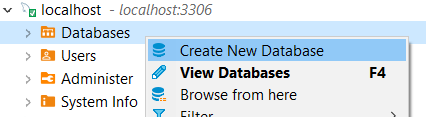 localhost - localhost:3306
Databases
Users
Administer
System Info
Create New Database
View Databases F4
Browse from here
Filter